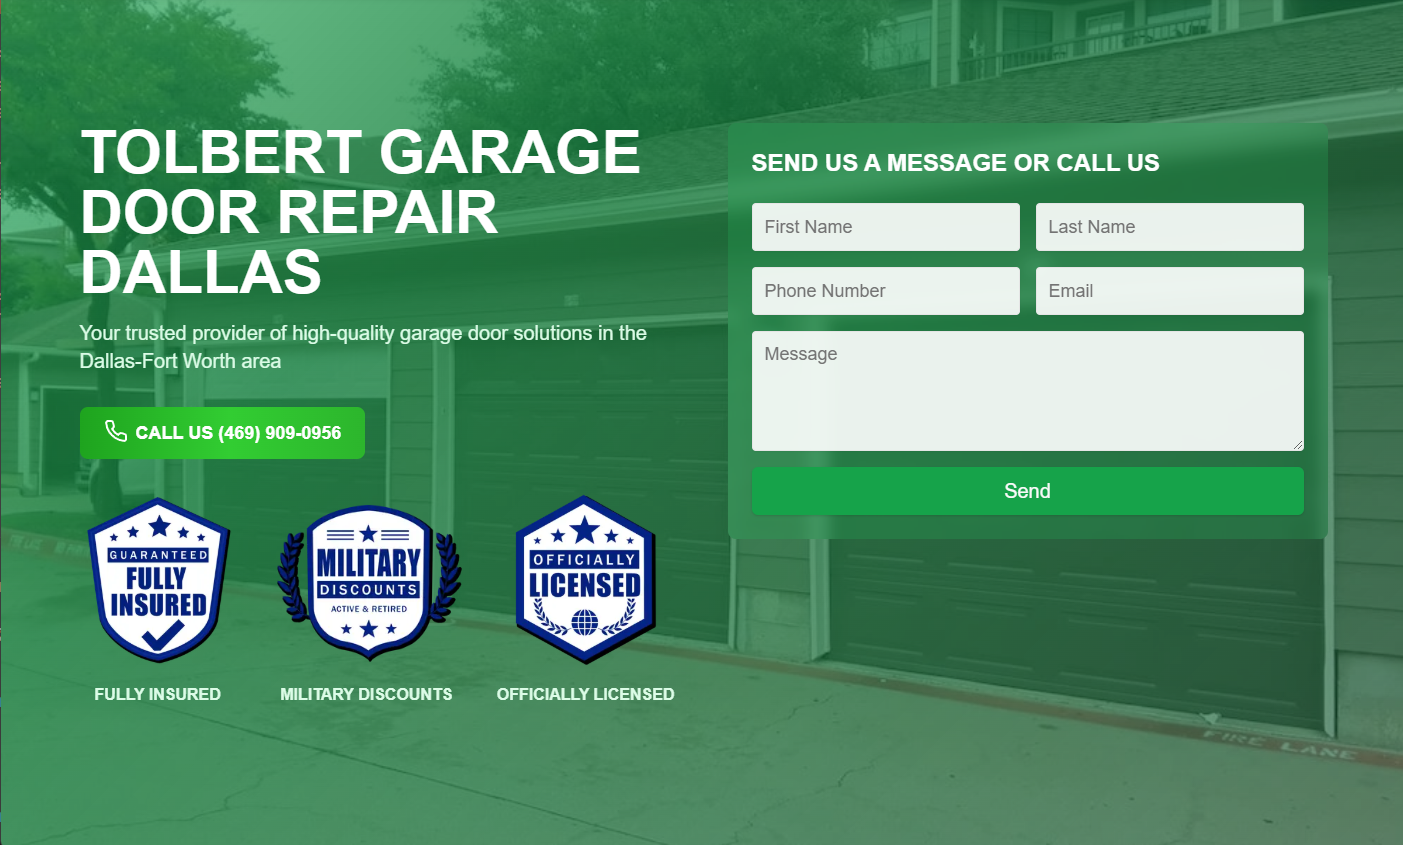 TOLBERT GARAGE
DOOR REPAIR
DALLAS
Your trusted provider of high-quality garage door solutions in the
Dallas-Fort Worth area
CALL US (469) 909-0956
GUARANTEED
FULLY
INSURED
MILITARY
DISCOUNTS
ACTIVE & RETIRED
OFFICIALLY
LICENSED
FULLY INSURED
MILITARY DISCOUNTS
OFFICIALLY LICENSED
SEND US A MESSAGE OR CALL US
First Name
Last Name
Phone Number
Email
Message
Send
FIRE LANE